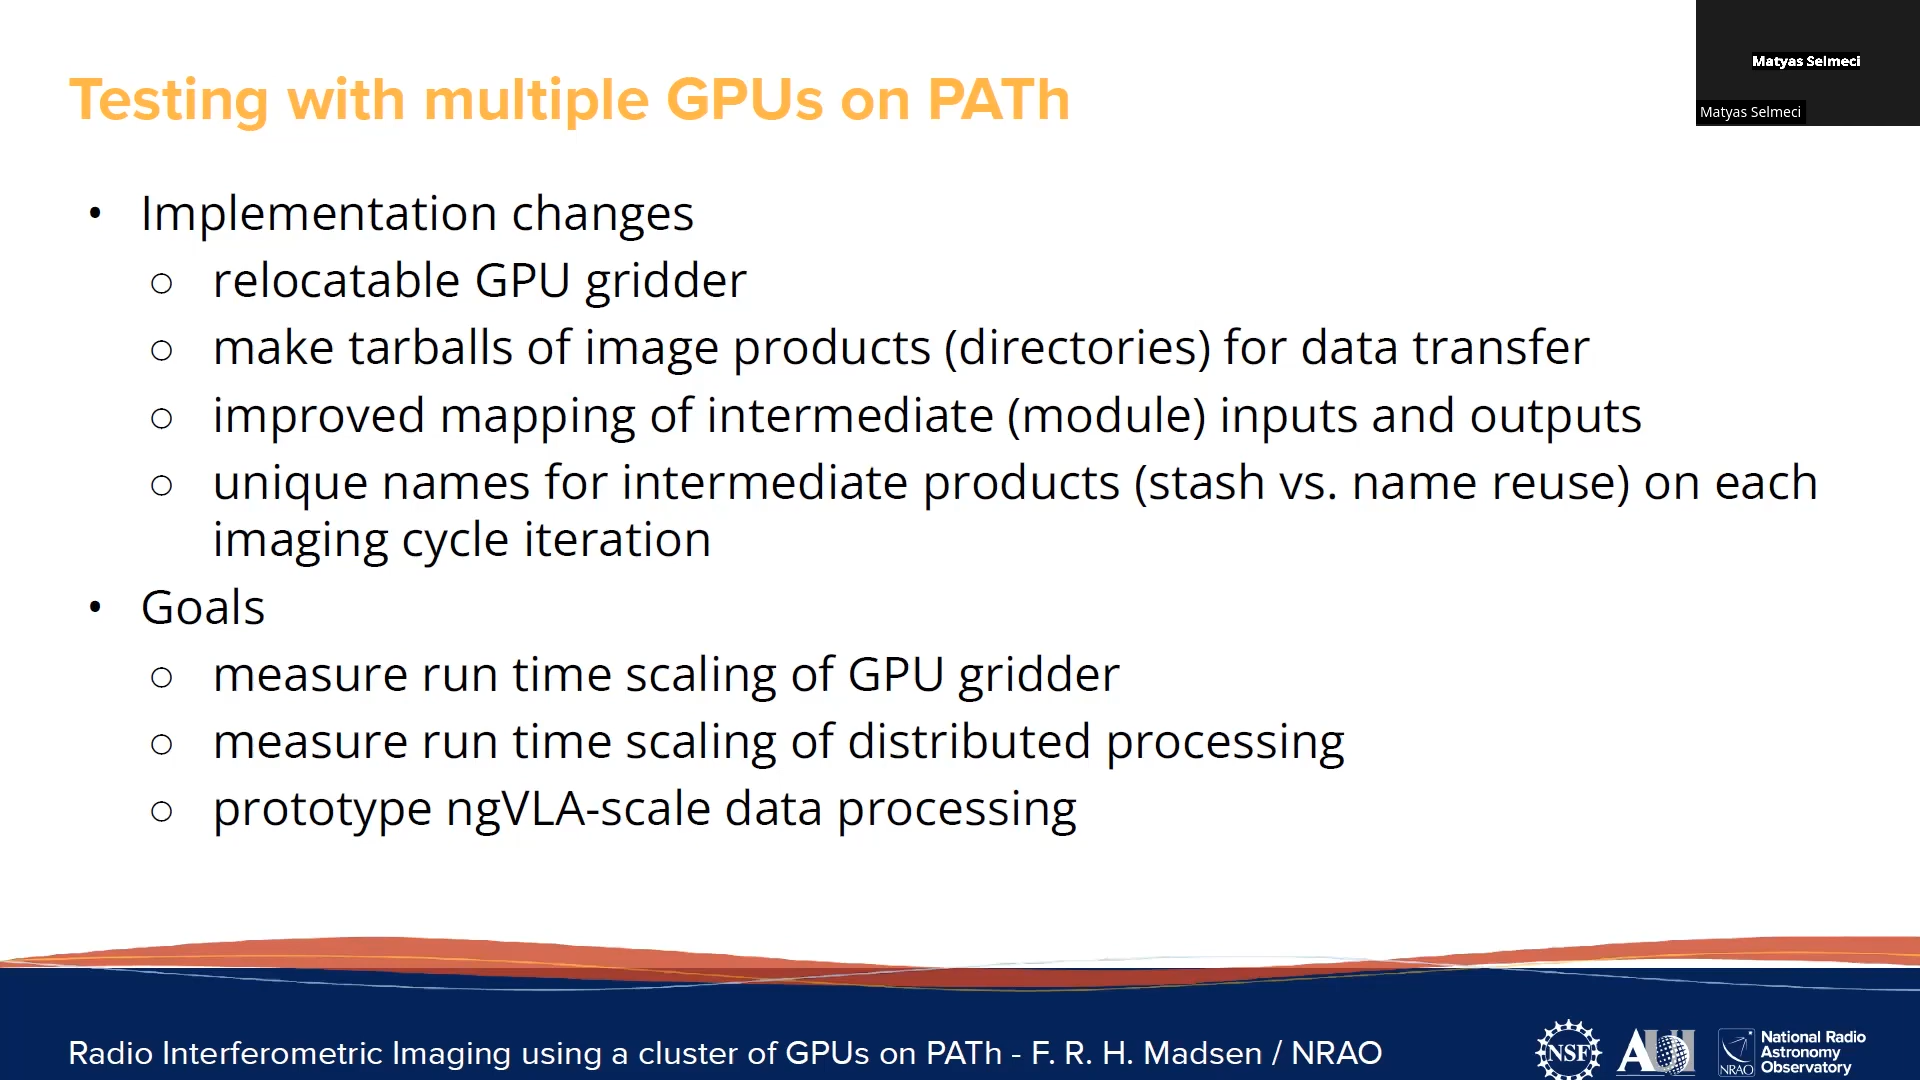 Testing with multiple GPUs on PATh
Matyas Selmeci
Matyas Selmeci
• Implementation changes
○ relocatable GPU gridder
○ make tarballs of image products (directories) for data transfer
○ improved mapping of intermediate (module) inputs and outputs
○ unique names for intermediate products (stash vs. name reuse) on each
imaging cycle iteration
• Goals
○ measure run time scaling of GPU gridder
○ measure run time scaling of distributed processing
○ prototype ngVLA-scale data processing
Radio Interferometric Imaging using a cluster of GPUs on PATh - F. R. H. Madsen / NRAO
NSF
AUI
NRAO
National Radio
Astronomy
Observatory